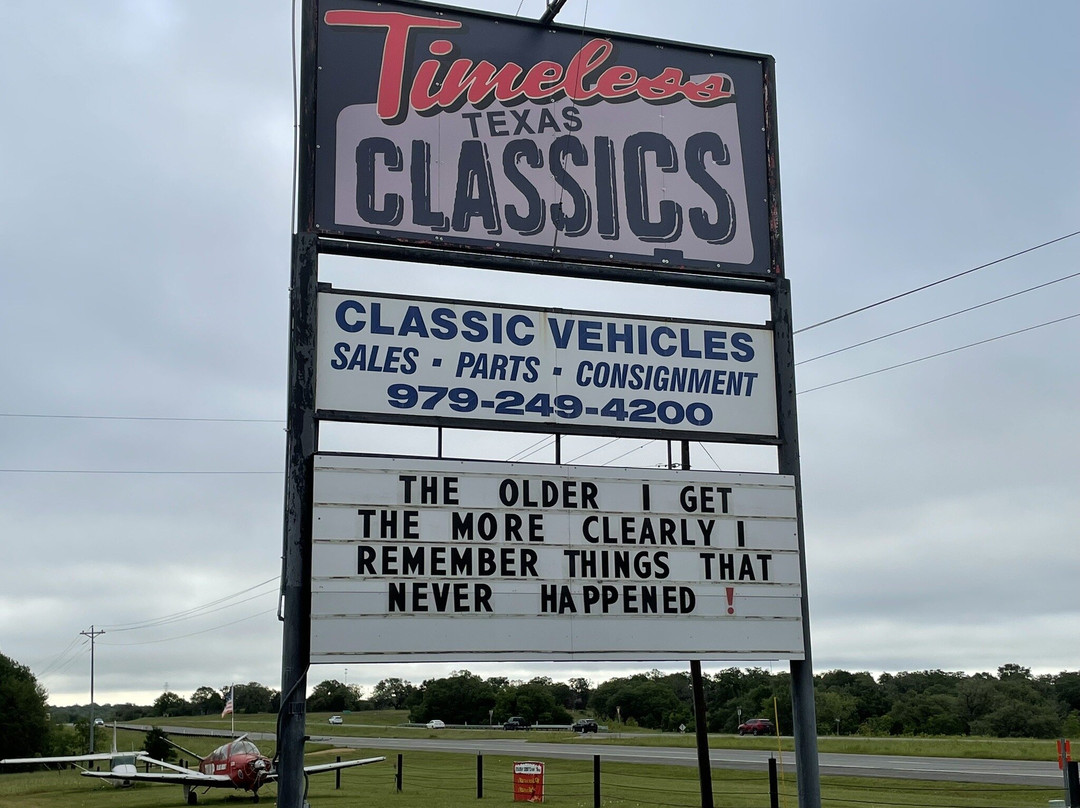 Timeless
TEXAS
CLASSICS
CLASSIC VEHICLES
SALES · PARTS · CONSIGNMENT
979-249-4200
THE OLDER I GET
THE MORE CLEARLY I
REMEMBER THINGS THAT
NEVER HAPPENED !